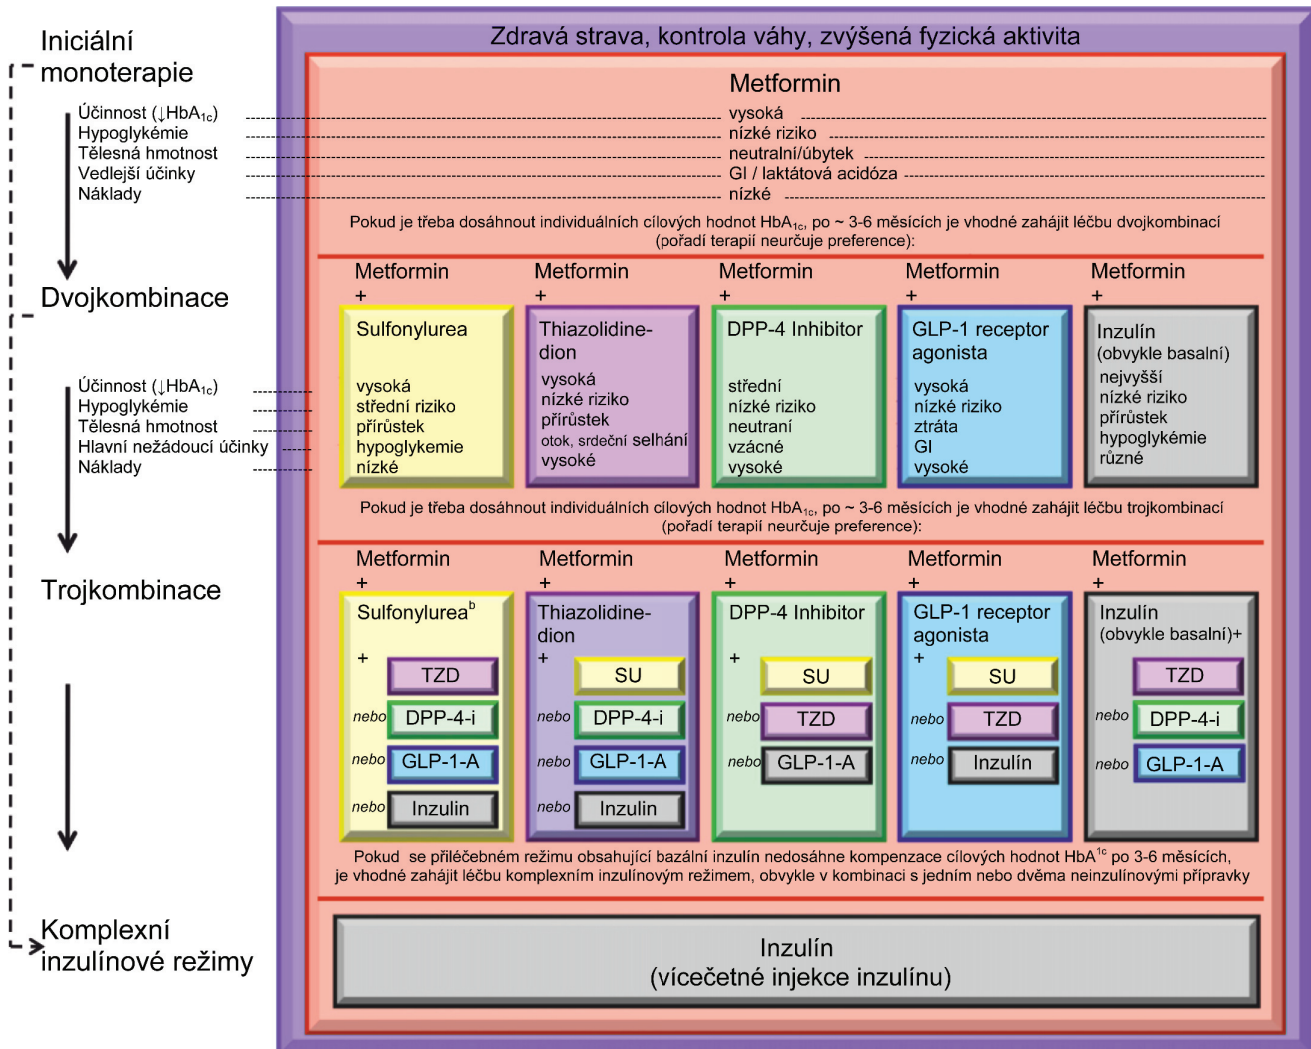 Zdravá strava, kontrola váhy, zvýšená fyzická aktivita
Iniciální
monoterapie
Metformin
Účinnost (↓HbA1c) vysoká
Hypoglykémie nízké riziko
Tělesná hmotnost neutralní/úbytek
Vedlejší účinky GI / laktátová acidóza
Náklady nízké
Pokud je třeba dosáhnout individuálních cílových hodnot HbA1c, po ~ 3-6 měsících je vhodné zahájit léčbu dvojkombinací
(pořadí terapií neurčuje preference):
Dvojkombinace
Účinnost (↓HbA1c)
Hypoglykémie
Tělesná hmotnost
Hlavní nežádoucí účinky
Náklady
Metformin
+
Sulfonylurea
vysoká
střední riziko
přírůstek
hypoglykemie
nízké
Metformin
+
Thiazolidine-
dion
vysoká
nízké riziko
přírůstek
otok, srdeční selhání
vysoké
Metformin
+
DPP-4 Inhibitor
střední
nízké riziko
neutraní
vzácné
vysoké
Metformin
+
GLP-1 receptor
agonista
vysoká
nízké riziko
ztráta
GI
vysoké
Metformin
+
Inzulín
(obvykle basalní)
nejvyšší
nízké riziko
přírůstek
hypoglykémie
různé
Pokud je třeba dosáhnout individuálních cílových hodnot HbA1c, po ~ 3-6 měsících je vhodné zahájit léčbu trojkombinací
(pořadí terapií neurčuje preference):
Trojkombinace
Metformin
+
Sulfonylureaᵇ
+
TZD
nebo DPP-4-i
nebo GLP-1-A
nebo Inzulin
Metformin
+
Thiazolidine-
dion
+
SU
nebo DPP-4-i
nebo GLP-1-A
nebo Inzulin
Metformin
+
DPP-4 Inhibitor
+
SU
nebo TZD
nebo GLP-1-A
Metformin
+
GLP-1 receptor
agonista
+
SU
nebo TZD
nebo Inzulín
Metformin
+
Inzulín
(obvykle basalní)+
TZD
nebo DPP-4-i
nebo GLP-1-A
Pokud se přiléčebném režimu obsahující bazální inzulín nedosáhne kompenzace cílových hodnot HbA1c po 3-6 měsících,
je vhodné zahájit léčbu komplexním inzulínovým režimem, obvykle v kombinaci s jedním nebo dvěma neinzulínovými přípravky
Komplexní
inzulínové režimy
Inzulín
(vícečetné injekce inzulínu)